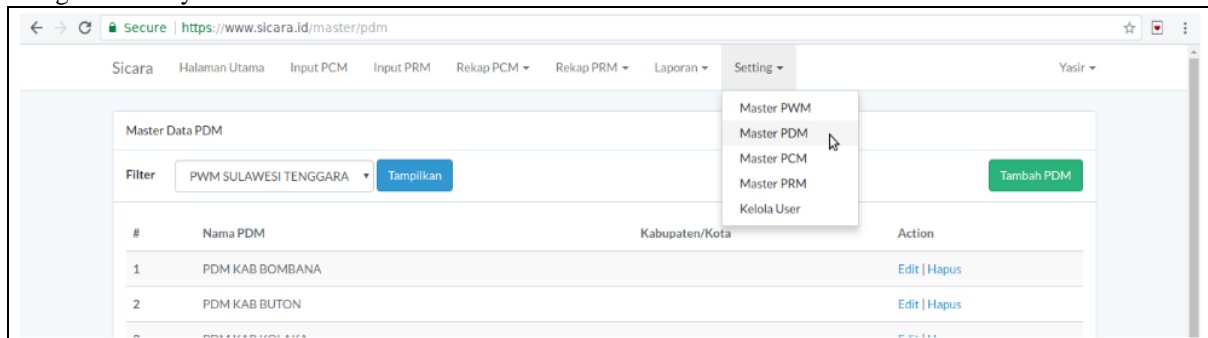 Secure | https://www.sicara.id/master/pdm
Sicara Halaman Utama Input PCM Input PRM Rekap PCM Rekap PRM Laporan Setting Yasir
Master PWM
Master PDM
Master PCM
Master PRM
Kelola User
Master Data PDM
Filter PWM SULAWESI TENGGARA Tampilkan Tambah PDM
# Nama PDM Kabupaten/Kota Action
1 PDM KAB BOMBANA Edit | Hapus
2 PDM KAB BUTON Edit | Hapus